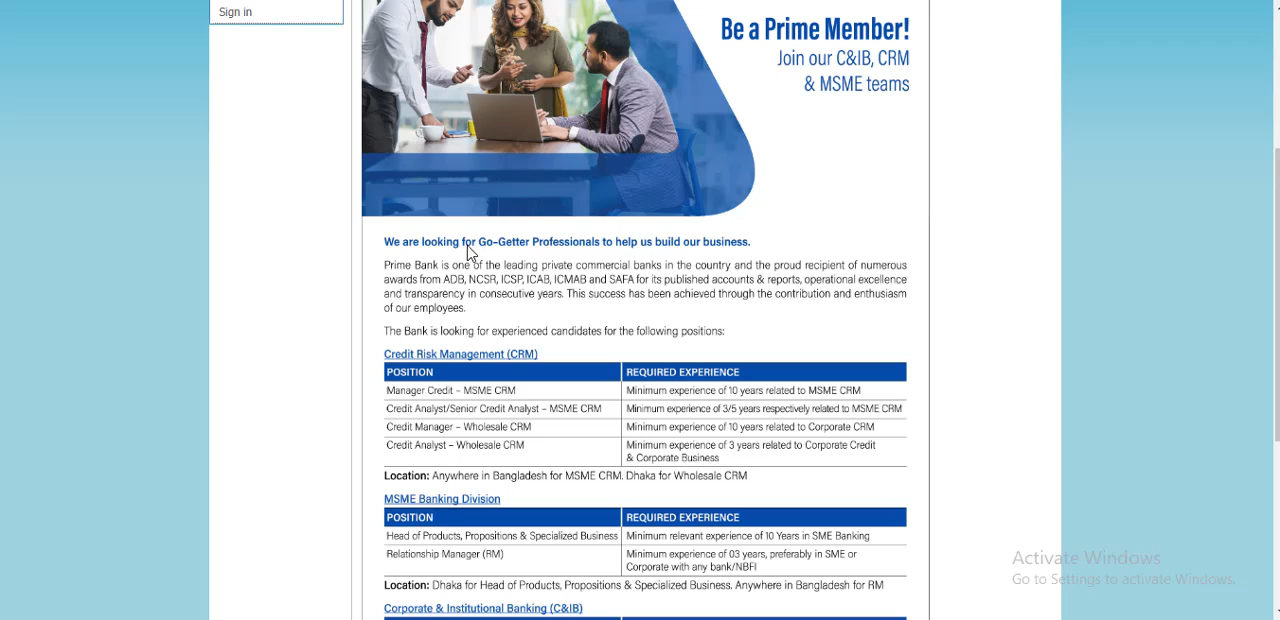 Sign in
Be a Prime Member!
Join our C&IB, CRM
& MSME teams
We are looking for Go-Getter Professionals to help us build our business.
Prime Bank is one of the leading private commercial banks in the country and the proud recipient of numerous
awards from ADB, NCSR, ICSP, ICAB, ICMAB and SAFA for its published accounts & reports, operational excellence
and transparency in consecutive years. This success has been achieved through the contribution and enthusiasm
of our employees.
The Bank is looking for experienced candidates for the following positions:
Credit Risk Management (CRM)
POSITION REQUIRED EXPERIENCE
Manager Credit – MSME CRM Minimum experience of 10 years related to MSME CRM
Credit Analyst/Senior Credit Analyst – MSME CRM Minimum experience of 3/5 years respectively related to MSME CRM
Credit Manager – Wholesale CRM Minimum experience of 10 years related to Corporate CRM
Credit Analyst – Wholesale CRM Minimum experience of 3 years related to Corporate Credit
& Corporate Business
Location: Anywhere in Bangladesh for MSME CRM. Dhaka for Wholesale CRM
MSME Banking Division
POSITION REQUIRED EXPERIENCE
Head of Products, Propositions & Specialized Business Minimum relevant experience of 10 Years in SME Banking
Relationship Manager (RM) Minimum experience of 03 years, preferably in SME or
Corporate with any bank/NBFI
Location: Dhaka for Head of Products, Propositions & Specialized Business. Anywhere in Bangladesh for RM
Corporate & Institutional Banking (C&IB)
Activate Windows
Go to Settings to activate Windows.